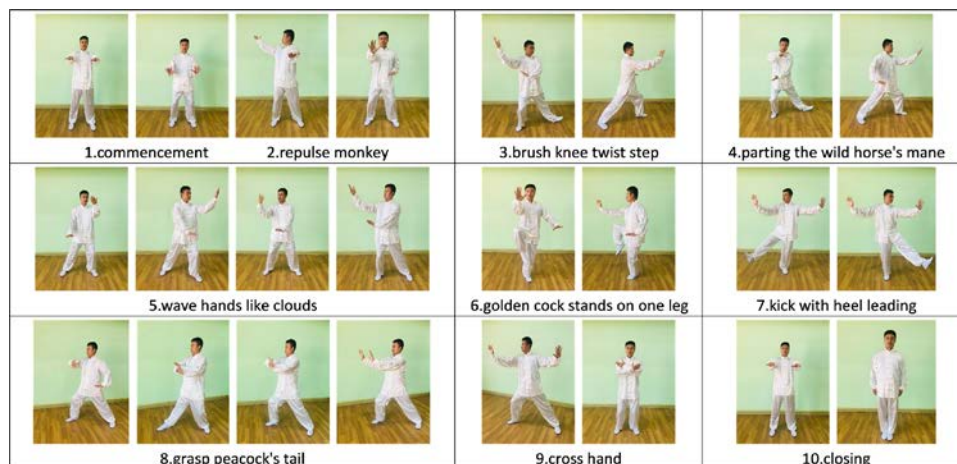 1.commencement
2.repulse monkey
3.brush knee twist step
4.parting the wild horse's mane
5.wave hands like clouds
6.golden cock stands on one leg
7.kick with heel leading
8.grasp peacock's tail
9.cross hand
10.closing